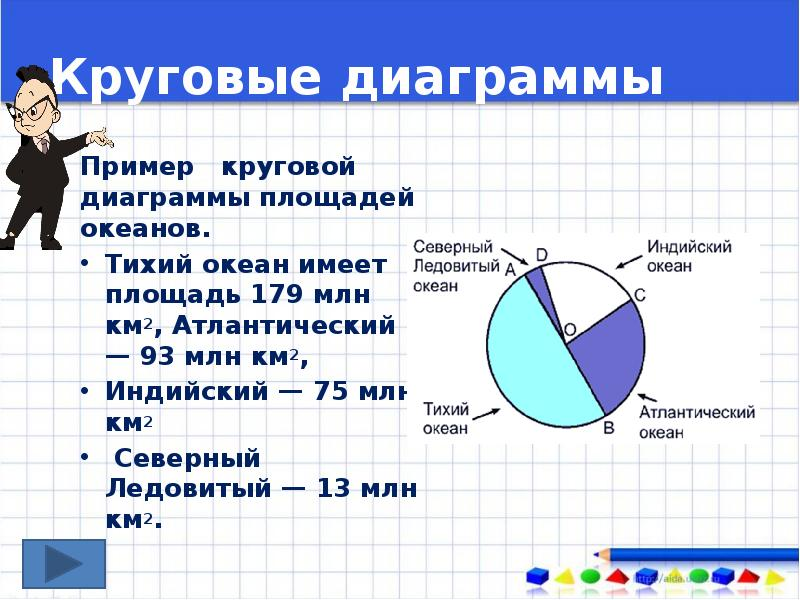 Круговые диаграммы
Пример круговой
диаграммы площадей
океанов.
• Тихий океан имеет
площадь 179 млн
км², Атлантический
— 93 млн км²,
• Индийский — 75 млн
км²
• Северный
Ледовитый — 13 млн
км².
Северный
Ледовитый
океан
A
D
Индийский
океан
C
O
Тихий
океан
B
Атлантический
океан